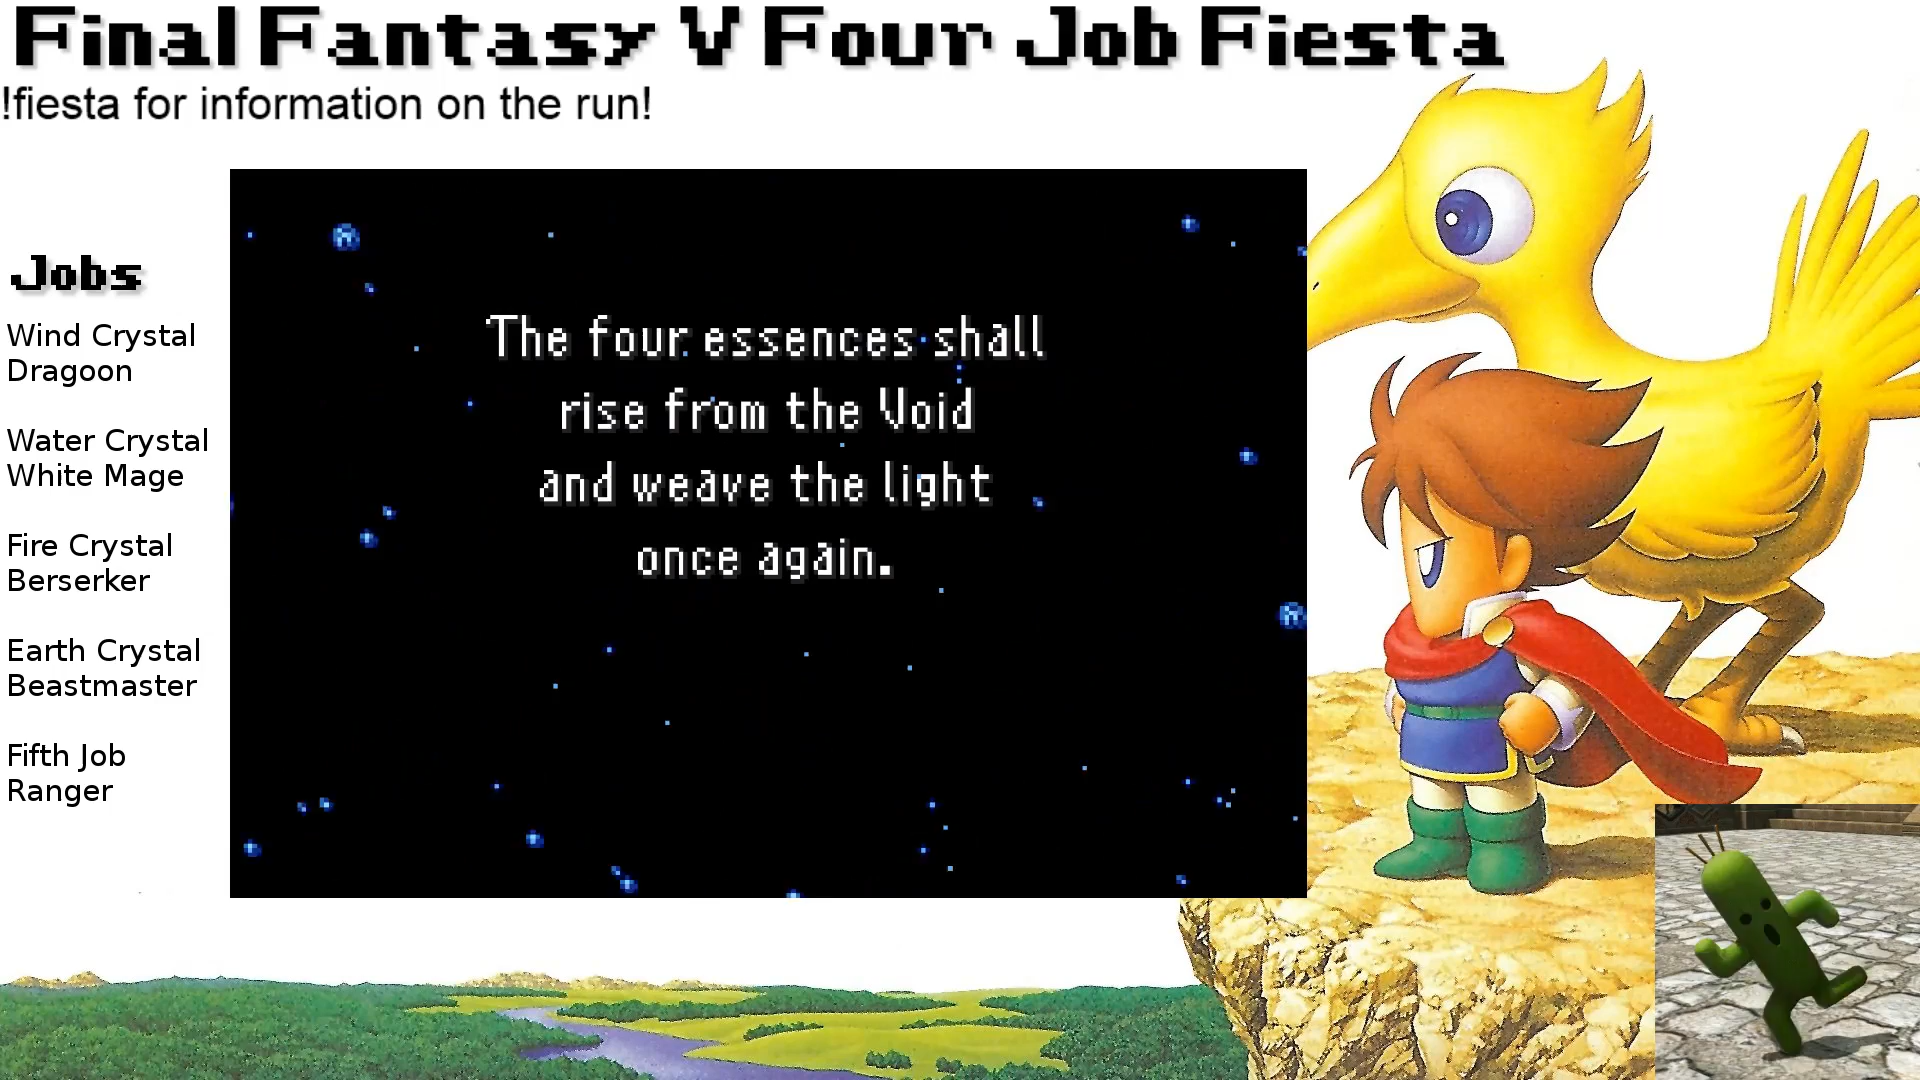 Final Fantasy V Four Job Fiesta
!fiesta for information on the run!
Jobs
Wind Crystal
Dragoon
Water Crystal
White Mage
Fire Crystal
Berserker
Earth Crystal
Beastmaster
Fifth Job
Ranger
The four essences shall
rise from the Void
and weave the light
once again.